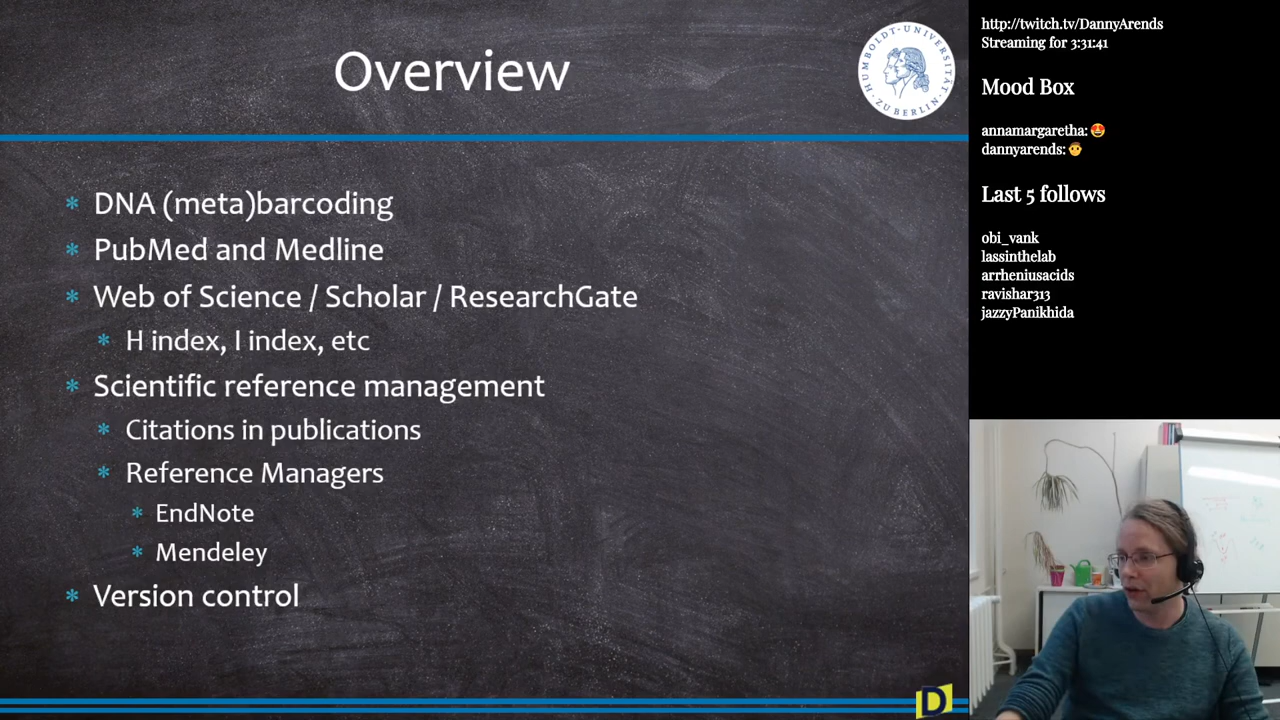 Overview
HUMBOLDT-UNIVERSITÄT ZU BERLIN
DNA (meta)barcoding
PubMed and Medline
Web of Science / Scholar / ResearchGate
H index, I index, etc
Scientific reference management
Citations in publications
Reference Managers
EndNote
Mendeley
Version control
D
http://twitch.tv/DannyArends
Streaming for 3:31:41
Mood Box
annamargaretha: 😍
dannyarends: 👨
Last 5 follows
obi_vank
lassinthelab
arrheniusacids
ravishar313
jazzyPanikhida